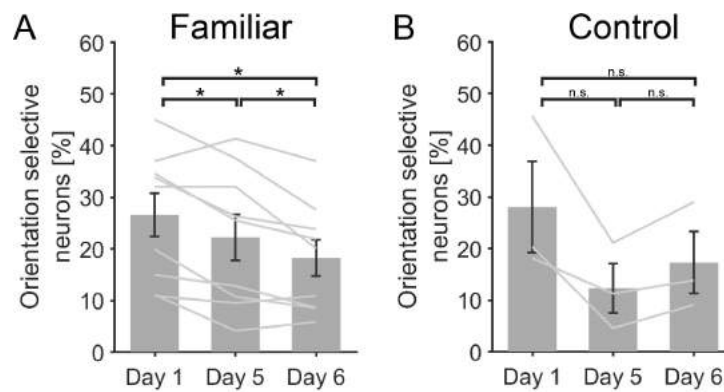 A
Familiar
Orientation selective
neurons [%]
60
50
40
30
20
10
0
*
*
*
Day 1
Day 5
Day 6
B
Control
Orientation selective
neurons [%]
60
50
40
30
20
10
0
n.s.
n.s.
n.s.
Day 1
Day 5
Day 6